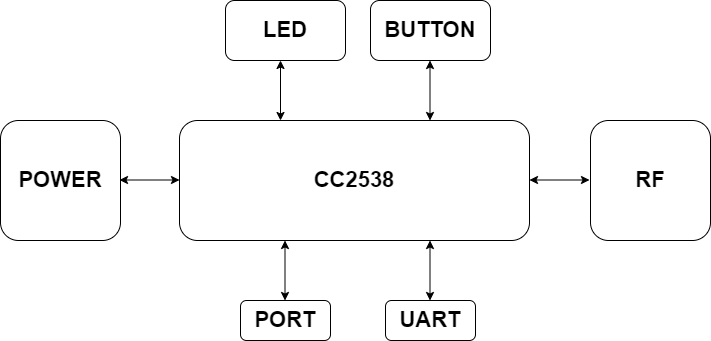 LED
BUTTON
POWER
CC2538
RF
PORT
UART